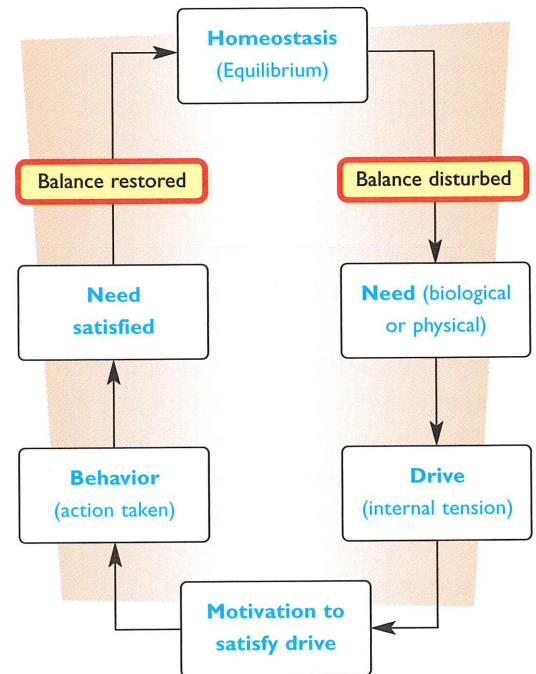 Homeostasis
(Equilibrium)
Balance restored
Balance disturbed
Need
satisfied
Need (biological
or physical)
Behavior
(action taken)
Drive
(internal tension)
Motivation to
satisfy drive